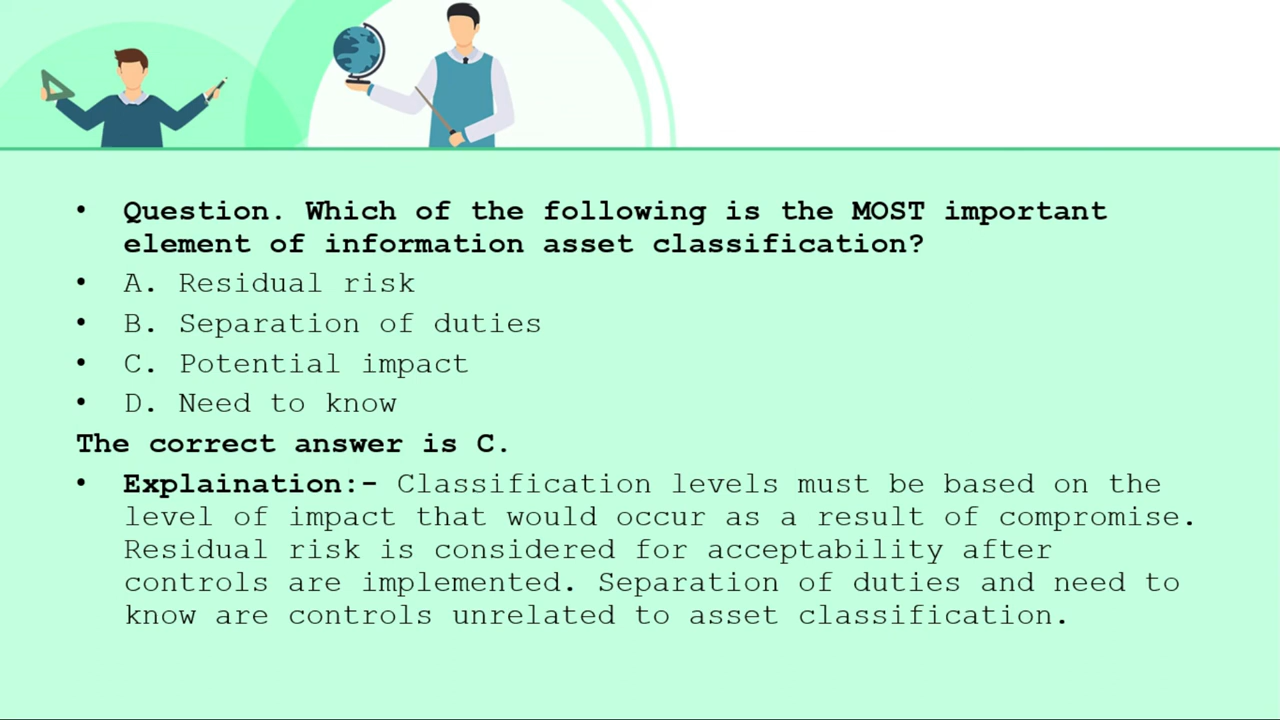 • Question. Which of the following is the MOST important
element of information asset classification?
• A. Residual risk
• B. Separation of duties
• C. Potential impact
• D. Need to know
The correct answer is C.
• Explaination:- Classification levels must be based on the
level of impact that would occur as a result of compromise.
Residual risk is considered for acceptability after
controls are implemented. Separation of duties and need to
know are controls unrelated to asset classification.